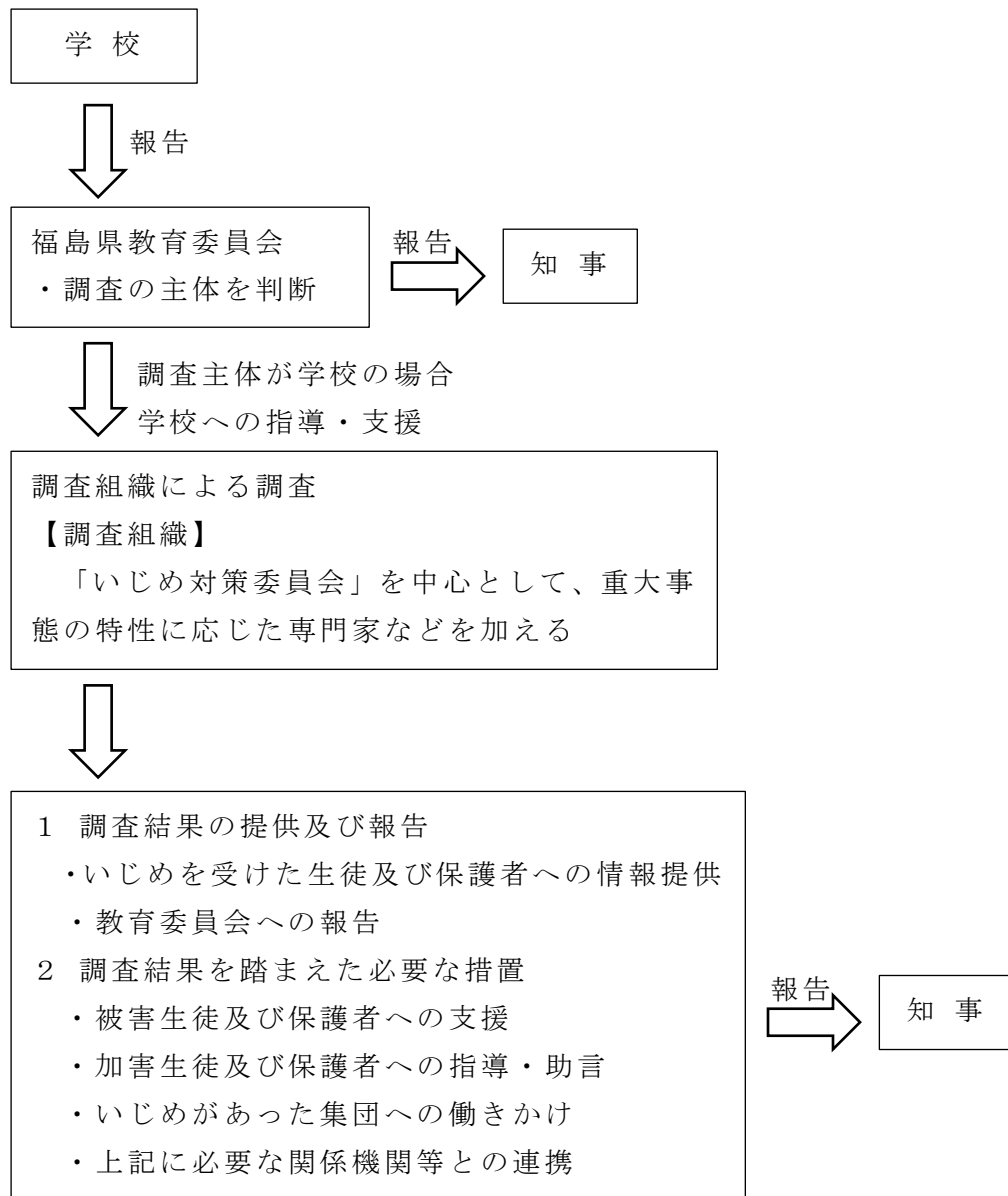 学校
報告
福島県教育委員会
・調査の主体を判断
報告
知事
調査主体が学校の場合
学校への指導・支援
調査組織による調査
【調査組織】
「いじめ対策委員会」を中心として、重大事
態の特性に応じた専門家などを加える
1 調査結果の提供及び報告
・いじめを受けた生徒及び保護者への情報提供
・教育委員会への報告
2 調査結果を踏まえた必要な措置
・被害生徒及び保護者への支援
・加害生徒及び保護者への指導・助言
・いじめがあった集団への働きかけ
・上記に必要な関係機関等との連携
報告
知事